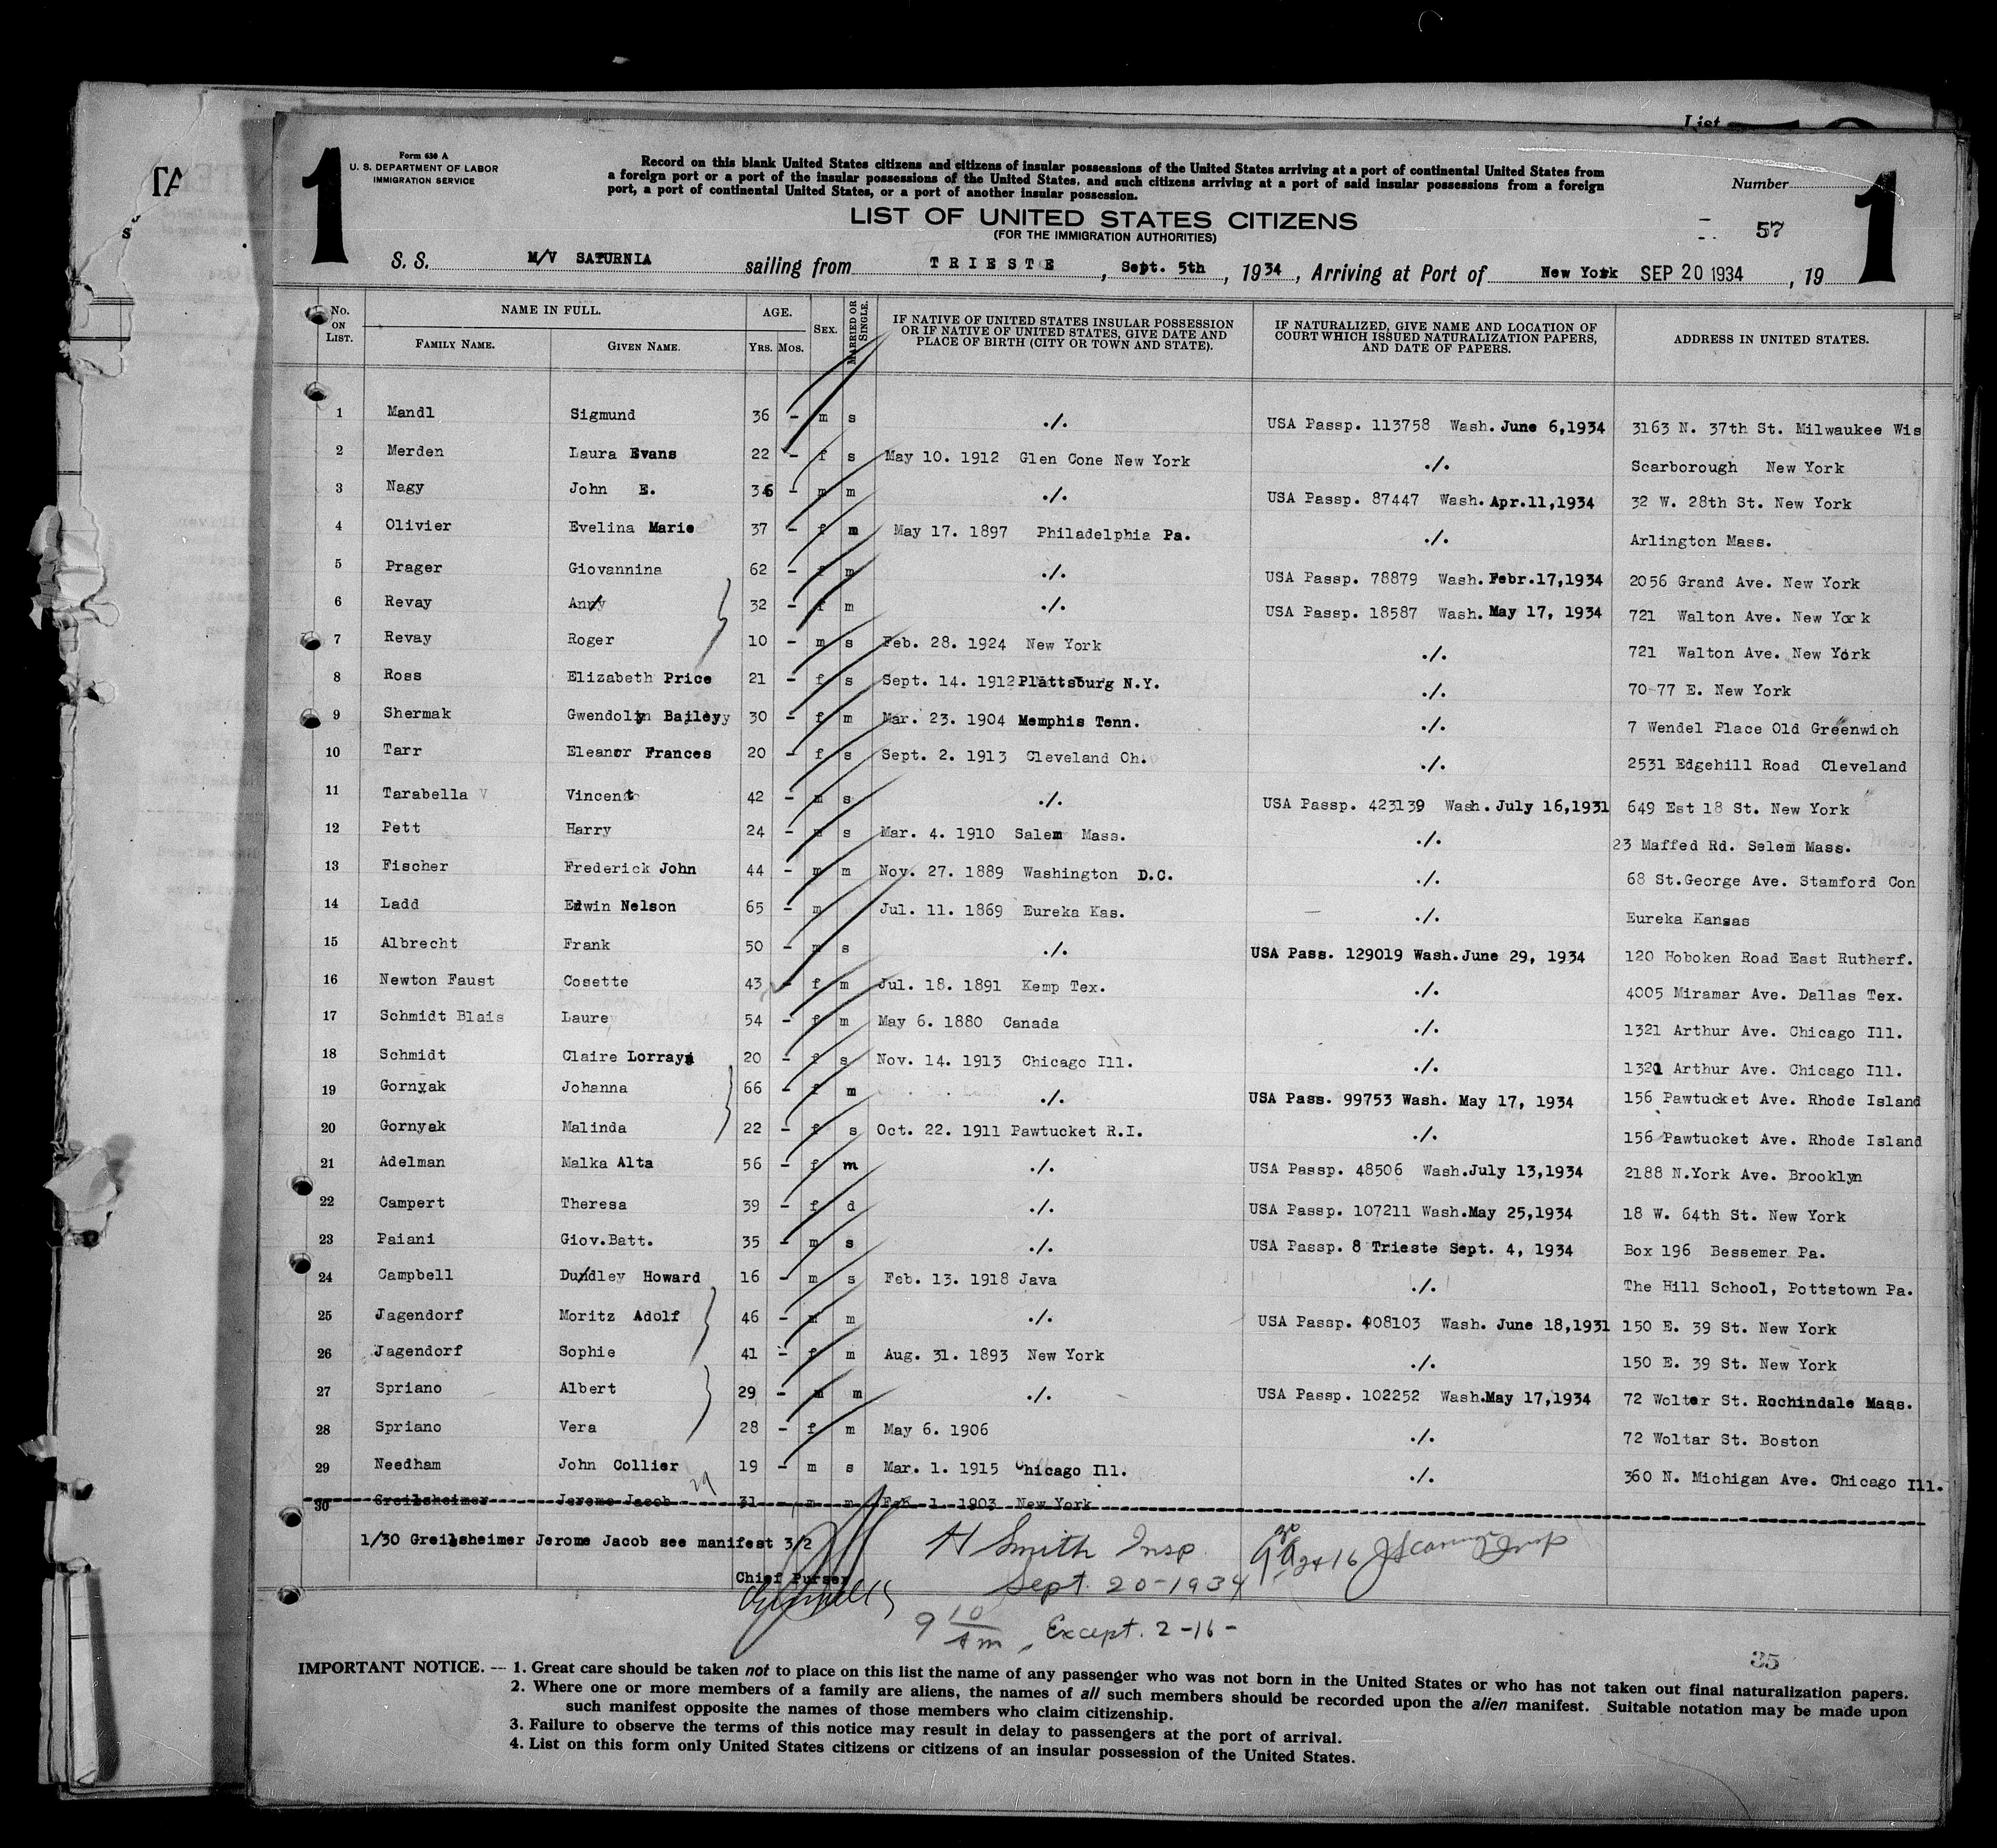 List
1
Form 630 A
U. S. DEPARTMENT OF LABOR
IMMIGRATION SERVICE
Record on this blank United States citizens and citizens of insular possessions of the United States arriving at a port of continental United States from
a foreign port or a port of the insular possessions of the United States, and such citizens arriving at a port of said insular possessions from a foreign
port, a port of continental United States, or a port of another insular possession.
Number
1
LIST OF UNITED STATES CITIZENS
(FOR THE IMMIGRATION AUTHORITIES)
57
S. S. M/V SATURNIA sailing from TRIESTE, Sept. 5th, 1934, Arriving at Port of New York SEP 20 1934, 19
No. ON LIST. NAME IN FULL. FAMILY NAME. GIVEN NAME. AGE. YRS. MOS. SEX. MARRIED OR SINGLE. IF NATIVE OF UNITED STATES INSULAR POSSESSION OR IF NATIVE OF UNITED STATES, GIVE DATE AND PLACE OF BIRTH (CITY OR TOWN AND STATE). IF NATURALIZED, GIVE NAME AND LOCATION OF COURT WHICH ISSUED NATURALIZATION PAPERS, AND DATE OF PAPERS. ADDRESS IN UNITED STATES.
1 Mandl Sigmund 36 - m s ./. USA Passp. 113758 Wash. June 6,1934 3163 N. 37th St. Milwaukee Wis
2 Merden Laura Evans 22 - f s May 10. 1912 Glen Cone New York ./. Scarborough New York
3 Nagy John E. 36 - m m ./. USA Passp. 87447 Wash. Apr.11,1934 32 W. 28th St. New York
4 Olivier Evelina Marie 37 - f m May 17. 1897 Philadelphia Pa. ./. Arlington Mass.
5 Prager Giovannina 62 - f m ./. USA Passp. 78879 Wash. Febr.17,1934 2056 Grand Ave. New York
6 Revay Anny 32 - f m ./. USA Passp. 18587 Wash. May 17, 1934 721 Walton Ave. New York
7 Revay Roger 10 - m s Feb. 28. 1924 New York ./. 721 Walton Ave. New York
8 Ross Elizabeth Price 21 - f s Sept. 14. 1912 Plattsburg N.Y. ./. 70-77 E. New York
9 Shermak Gwendolyn Bailey 30 - f m Mar. 23. 1904 Memphis Tenn. ./. 7 Wendel Place Old Greenwich
10 Tarr Eleanor Frances 20 - f s Sept. 2. 1913 Cleveland Oh. ./. 2531 Edgehill Road Cleveland
11 Tarabella V Vincent 42 - m s ./. USA Passp. 423139 Wash. July 16,1931 649 Est 18 St. New York
12 Pett Harry 24 - m s Mar. 4. 1910 Salem Mass. ./. 23 Maffed Rd. Selem Mass.
13 Fischer Frederick John 44 - m m Nov. 27. 1889 Washington D.C. ./. 68 St.George Ave. Stamford Con
14 Ladd Edwin Nelson 65 - m Jul. 11. 1869 Eureka Kas. ./. Eureka Kansas
15 Albrecht Frank 50 - m s ./. USA Pass. 129019 Wash. June 29, 1934 120 Hoboken Road East Rutherf.
16 Newton Faust Cosette 43 - f m Jul. 18. 1891 Kemp Tex. ./. 4005 Miramar Ave. Dallas Tex.
17 Schmidt Blais Laure 54 - f m May 6. 1880 Canada ./. 1321 Arthur Ave. Chicago Ill.
18 Schmidt Claire Lorray 20 - f s Nov. 14. 1913 Chicago Ill. ./. 1321 Arthur Ave. Chicago Ill.
19 Gornyak Johanna 66 - f m ./. USA Pass. 99753 Wash. May 17, 1934 156 Pawtucket Ave. Rhode Island
20 Gornyak Malinda 22 - f s Oct. 22. 1911 Pawtucket R.I. ./. 156 Pawtucket Ave. Rhode Island
21 Adelman Malka Alta 56 - f m ./. USA Passp. 48506 Wash. July 13,1934 2188 N.York Ave. Brooklyn
22 Campert Theresa 39 - f d ./. USA Passp. 107211 Wash. May 25,1934 18 W. 64th St. New York
23 Paiani Giov.Batt. 35 - m s ./. USA Passp. 8 Trieste Sept. 4, 1934 Box 196 Bessemer Pa.
24 Campbell Dundley Howard 16 - m s Feb. 13. 1918 Java ./. The Hill School, Pottstown Pa.
25 Jagendorf Moritz Adolf 46 - m m ./. USA Passp. 408103 Wash. June 18,1931 150 E. 39 St. New York
26 Jagendorf Sophie 41 - f m Aug. 31. 1893 New York ./. 150 E. 39 St. New York
27 Spriano Albert 29 - m m ./. USA Passp. 102252 Wash. May 17,1934 72 Wolter St. Rochindale Mass.
28 Spriano Vera 28 - f m May 6. 1906 ./. 72 Woltar St. Boston
29 Needham John Collier 19 - m s Mar. 1. 1915 Chicago Ill. ./. 360 N. Michigan Ave. Chicago Ill.
29
30 Greilsheimer Jerome Jacob 31 - m m Feb 1. 1903 New York
1/30 Greilsheimer Jerome Jacob see manifest 3/2
Chief Purser
H Smith Insp
Sept. 20-1934
9 10 Am, Except. 2-16-
35
IMPORTANT NOTICE. — 1. Great care should be taken not to place on this list the name of any passenger who was not born in the United States or who has not taken out final naturalization papers.
2. Where one or more members of a family are aliens, the names of all such members should be recorded upon the alien manifest. Suitable notation may be made upon
such manifest opposite the names of those members who claim citizenship.
3. Failure to observe the terms of this notice may result in delay to passengers at the port of arrival.
4. List on this form only United States citizens or citizens of an insular possession of the United States.